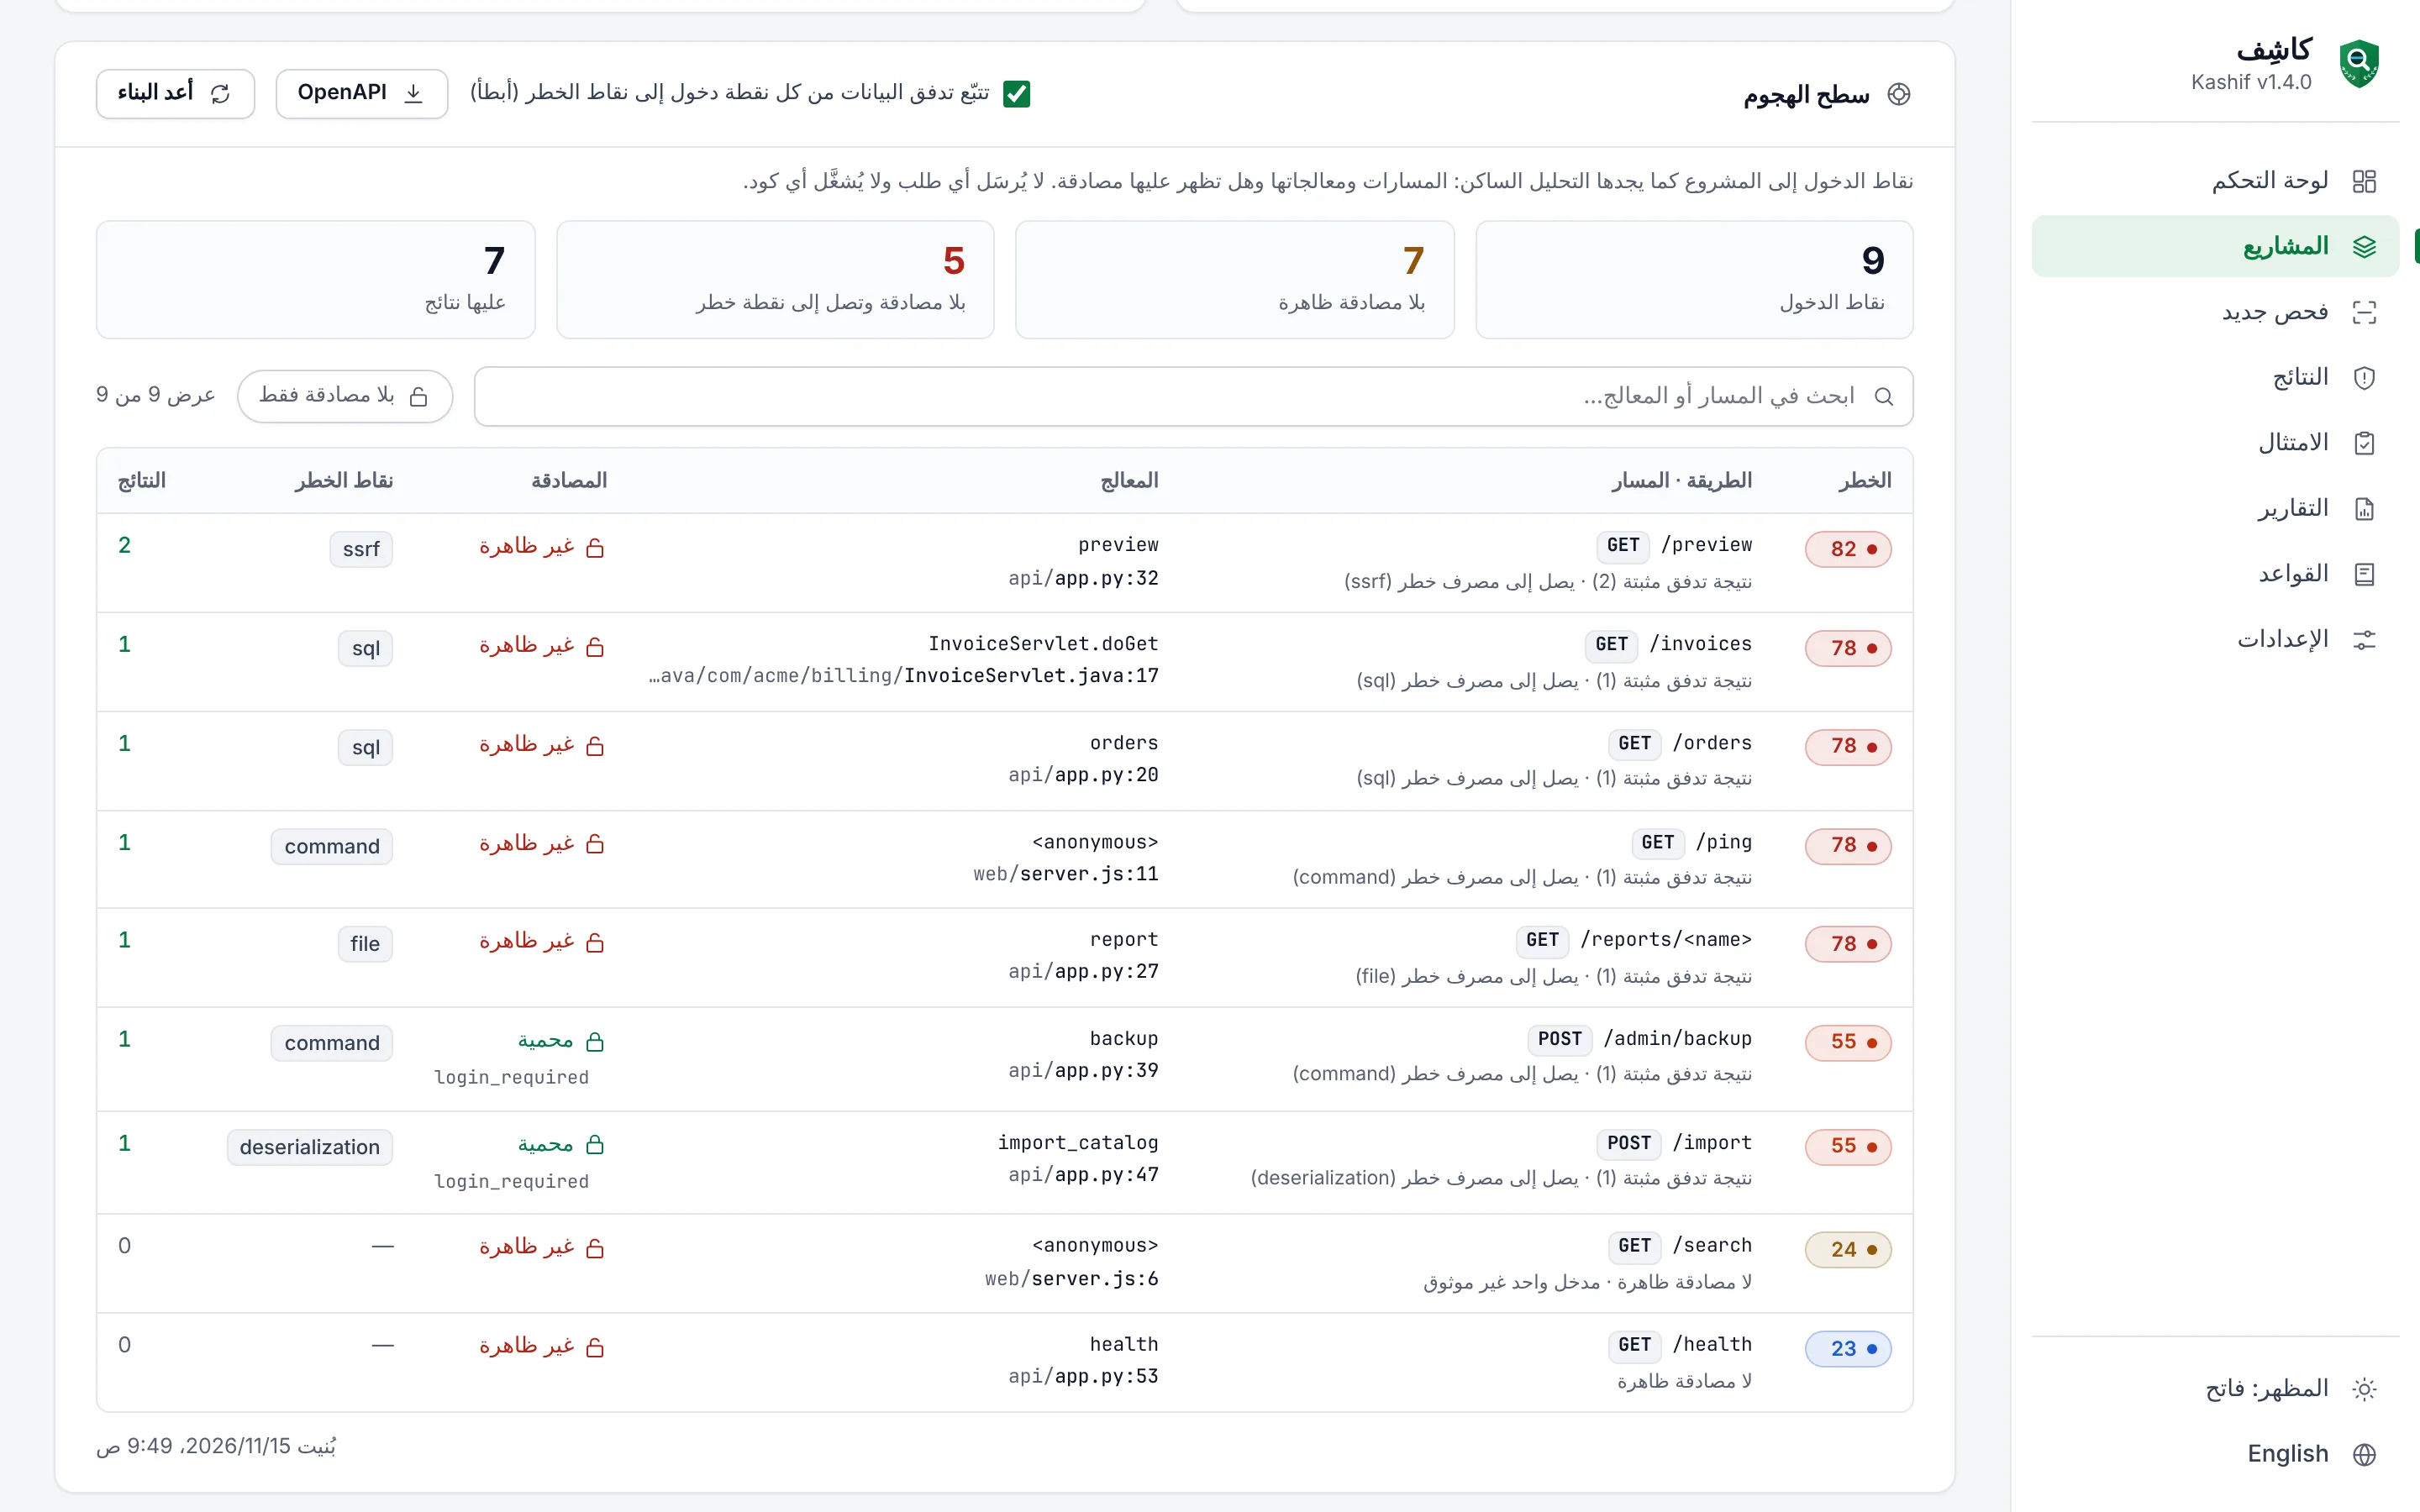 كاشِف
Kashif v1.4.0
لوحة التحكم
المشاريع
فحص جديد
النتائج
الامتثال
التقارير
القواعد
الإعدادات
المظهر: فاتح
English
سطح الهجوم
تتبّع تدفق البيانات من كل نقطة دخول إلى نقاط الخطر (أبطأ)
OpenAPI
أعد البناء
نقاط الدخول إلى المشروع كما يجدها التحليل الساكن: المسارات ومعالجاتها وهل تظهر عليها مصادقة. لا يُرسَل أي طلب ولا يُشغَّل أي كود.
9
نقاط الدخول
7
بلا مصادقة ظاهرة
5
بلا مصادقة وتصل إلى نقطة خطر
7
عليها نتائج
ابحث في المسار أو المعالج...
بلا مصادقة فقط
عرض 9 من 9
الخطر الطريقة · المسار المعالج المصادقة نقاط الخطر النتائج
82 GET /preview preview غير ظاهرة ssrf 2
نتيجة تدفق مثبتة (2) · يصل إلى مصرف خطر (ssrf) api/app.py:32
78 GET /invoices InvoiceServlet.doGet غير ظاهرة sql 1
نتيجة تدفق مثبتة (1) · يصل إلى مصرف خطر (sql) …ava/com/acme/billing/InvoiceServlet.java:17
78 GET /orders orders غير ظاهرة sql 1
نتيجة تدفق مثبتة (1) · يصل إلى مصرف خطر (sql) api/app.py:20
78 GET /ping <anonymous> غير ظاهرة command 1
نتيجة تدفق مثبتة (1) · يصل إلى مصرف خطر (command) web/server.js:11
78 GET /reports/<name> report غير ظاهرة file 1
نتيجة تدفق مثبتة (1) · يصل إلى مصرف خطر (file) api/app.py:27
55 POST /admin/backup backup محمية command 1
نتيجة تدفق مثبتة (1) · يصل إلى مصرف خطر (command) api/app.py:39 login_required
55 POST /import import_catalog محمية deserialization 1
نتيجة تدفق مثبتة (1) · يصل إلى مصرف خطر (deserialization) api/app.py:47 login_required
24 GET /search <anonymous> غير ظاهرة — 0
لا مصادقة ظاهرة · مدخل واحد غير موثوق web/server.js:6
23 GET /health health غير ظاهرة — 0
لا مصادقة ظاهرة api/app.py:53
بُنيت 2026/11/15، 9:49 ص